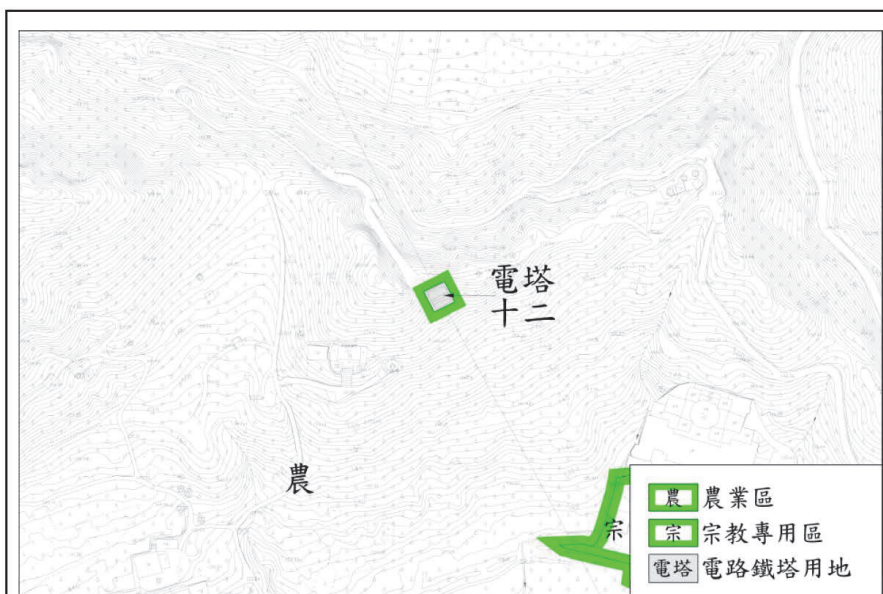 電塔
十二
農
宗
農 農業區
宗 宗教專用區
電塔 電路鐵塔用地